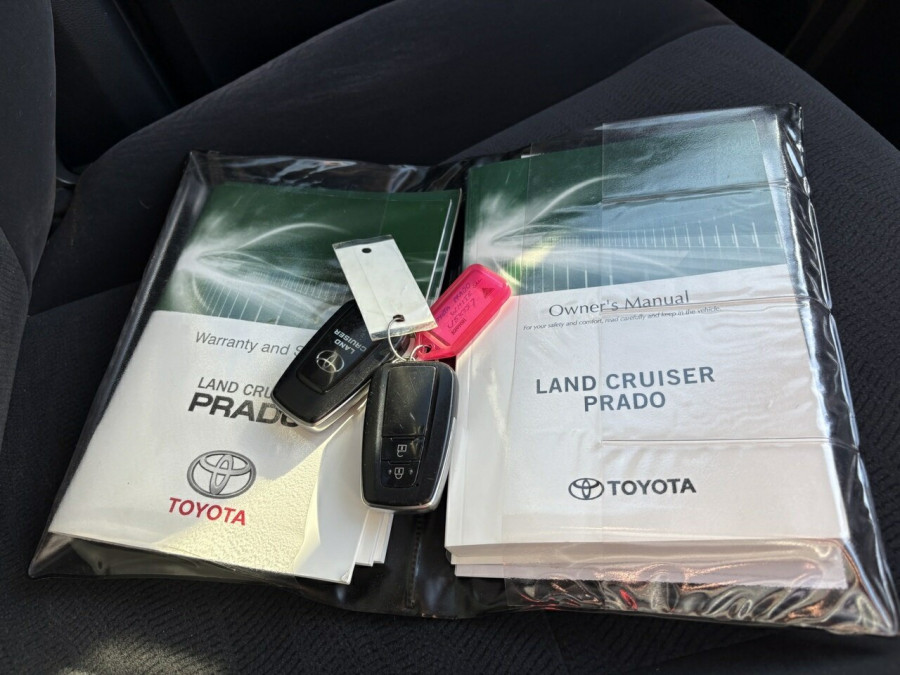 Warranty and
LAND
PRADO
TOYOTA
LAND
CRUISER
Owner's Manual
For your safety and comfort, read carefully and keep in the vehicle.
LAND CRUISER
PRADO
TOYOTA